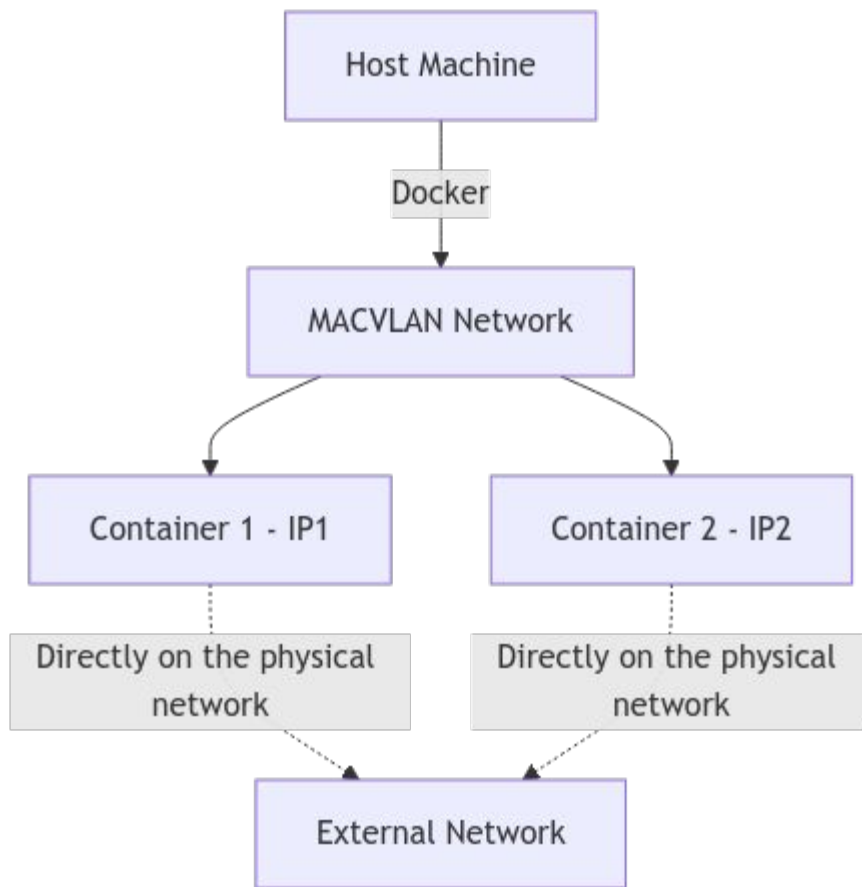 Host Machine
Docker
MACVLAN Network
Container 1 - IP1
Container 2 - IP2
Directly on the physical
network
Directly on the physical
network
External Network